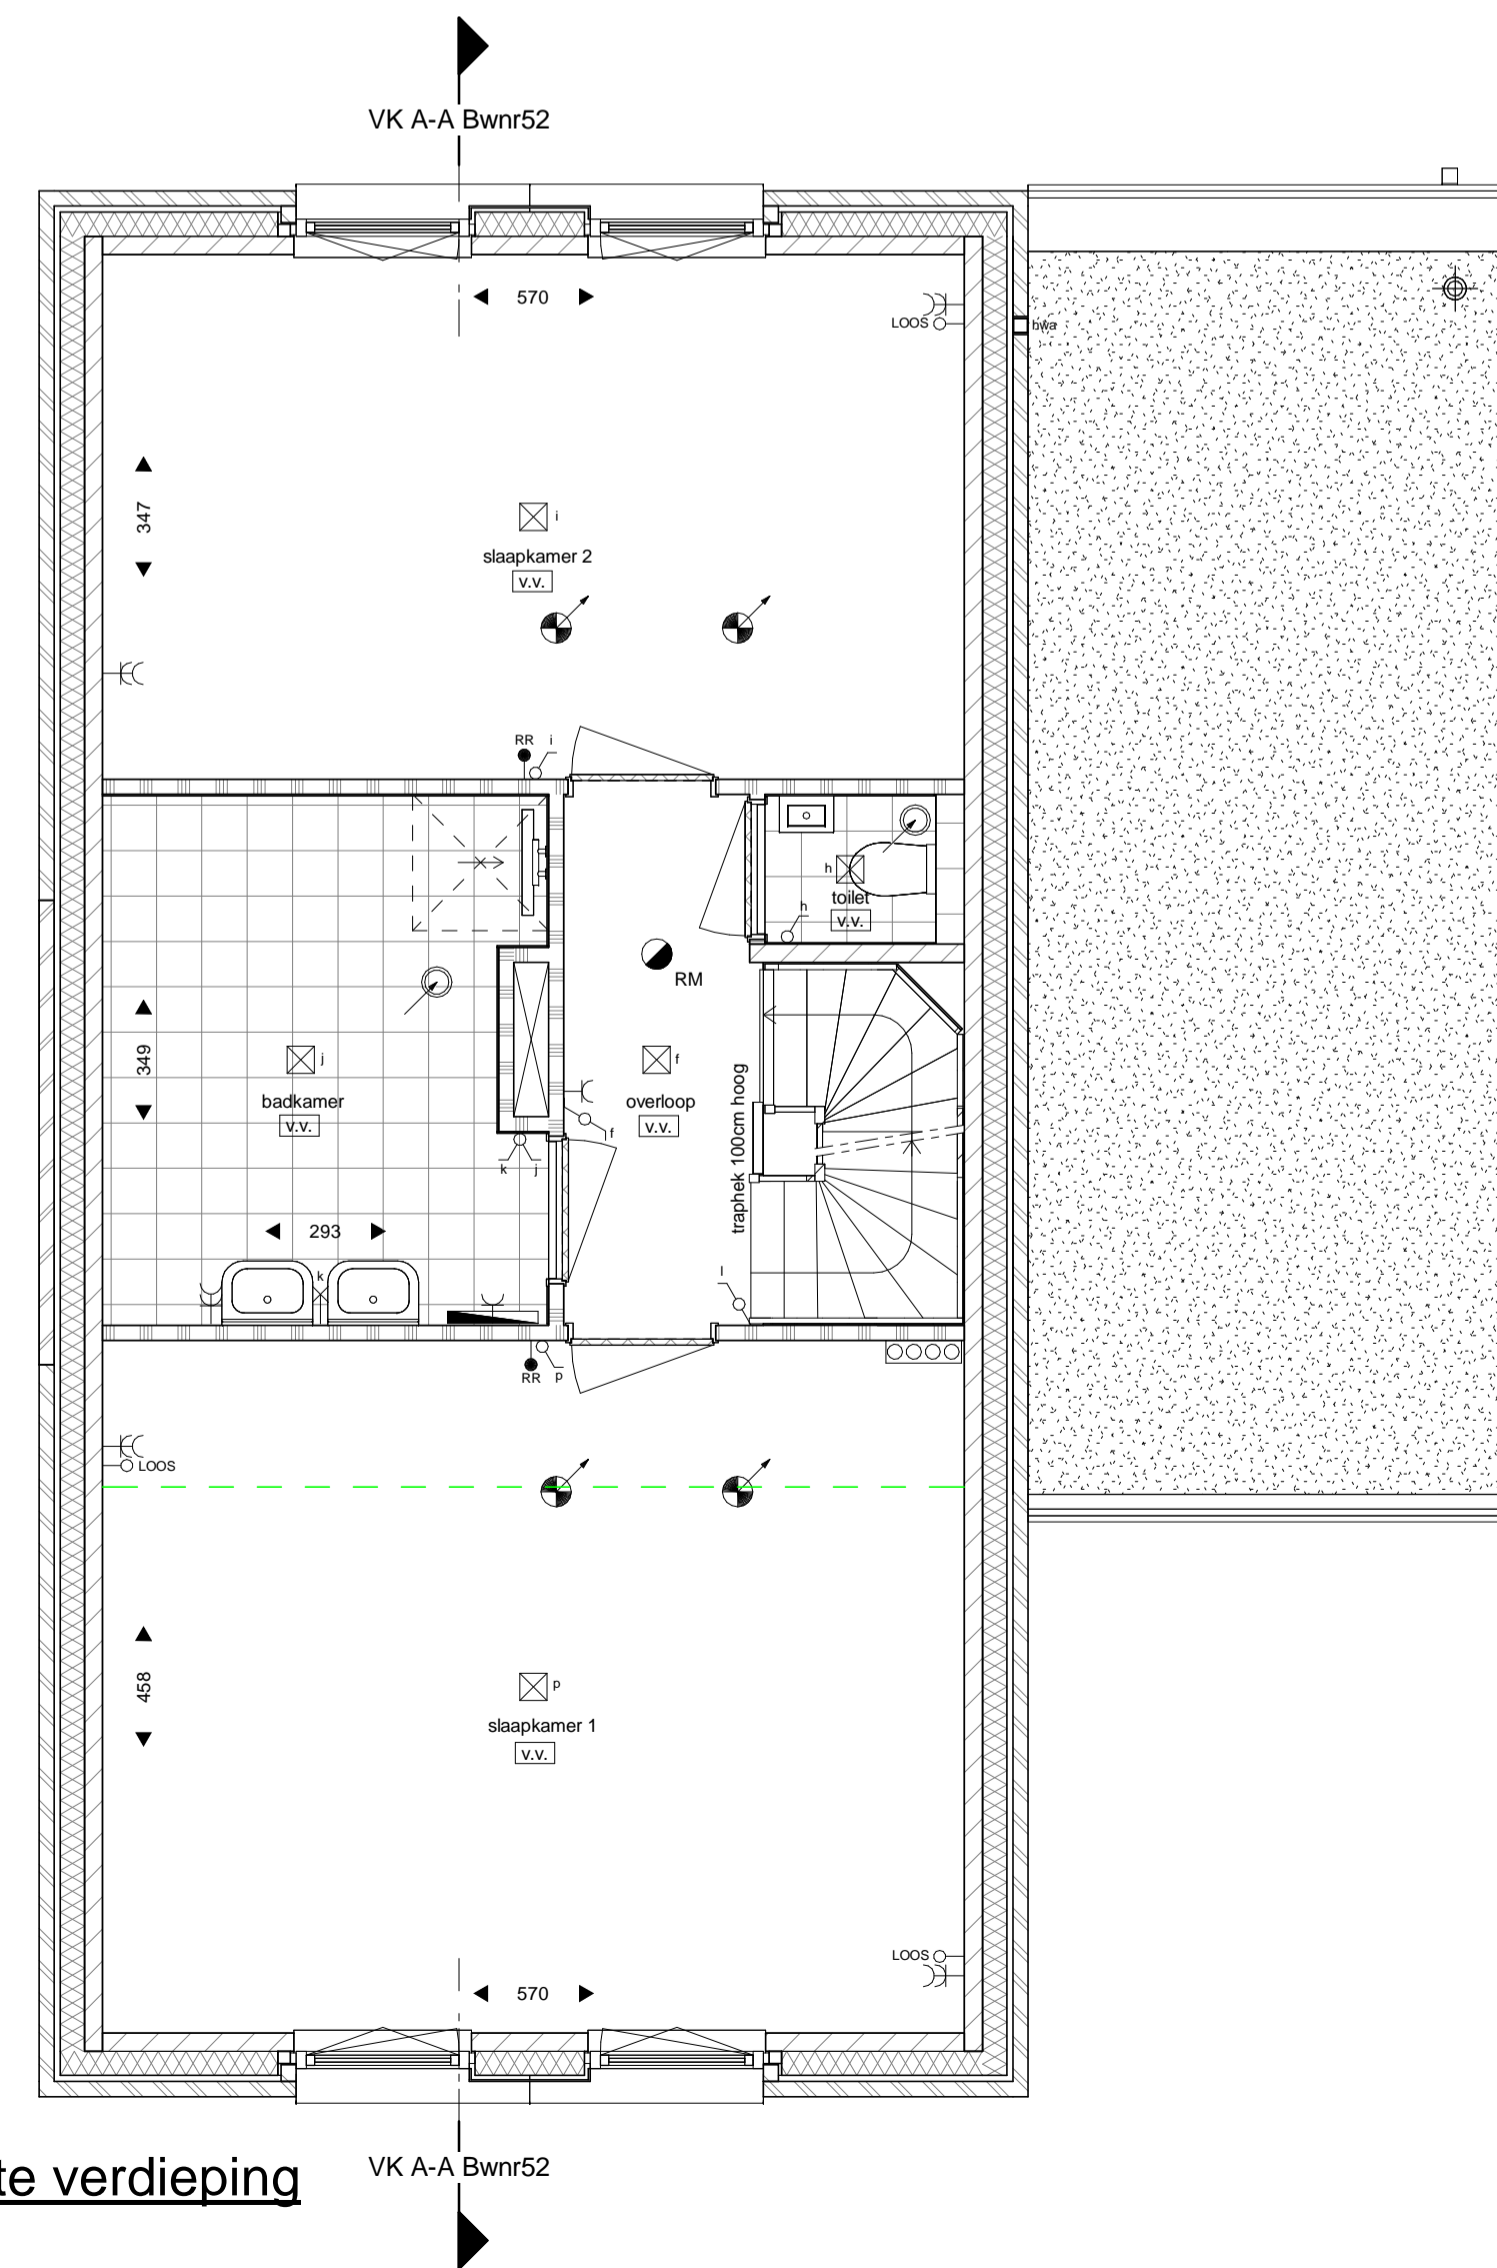 VK A-A Bwnr52
570
LOOS
hwa
347
i
slaapkamer 2
v.v.
RR i
h
toilet
h
v.v.
RM
349
j
badkamer
v.v.
f
overloop
v.v.
traphek 100cm hoog
f
k j
293
k
l
RR p
LOOS
458
p
slaapkamer 1
v.v.
LOOS
570
te verdieping
VK A-A Bwnr52